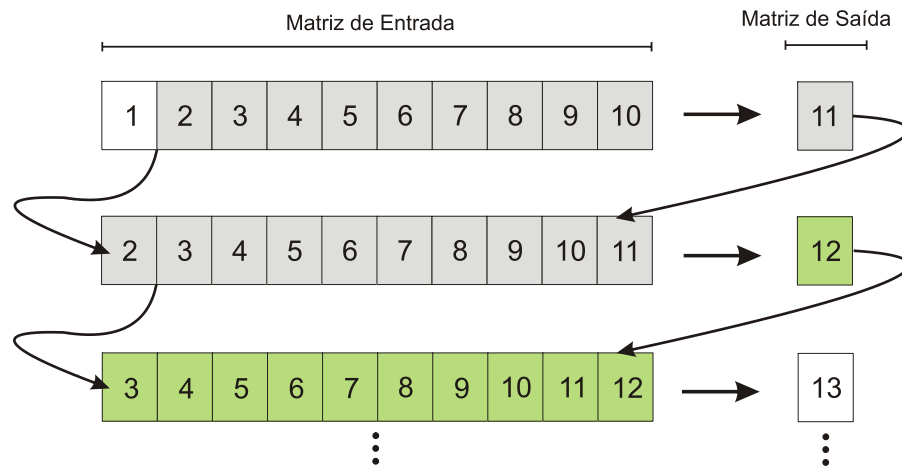 Matriz de Entrada
Matriz de Saída
1 2 3 4 5 6 7 8 9 10 11
2 3 4 5 6 7 8 9 10 11 12
3 4 5 6 7 8 9 10 11 12 13